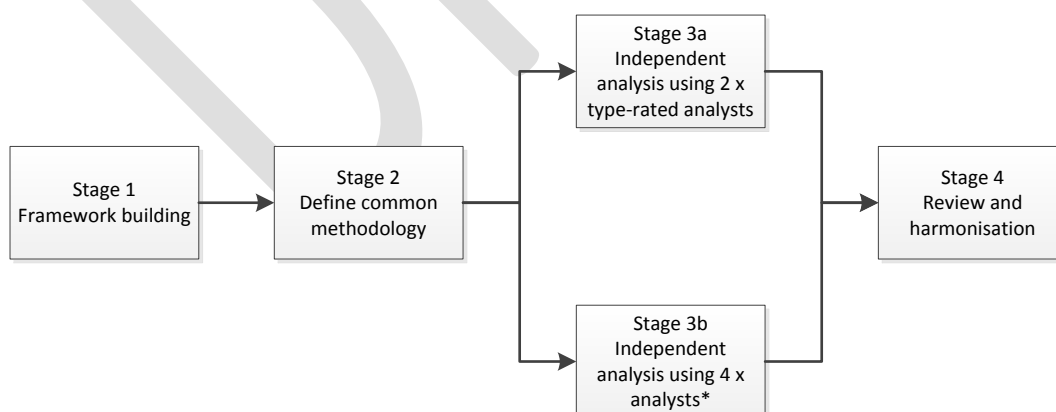 Stage 1
Framework building
Stage 2
Define common
methodology
Stage 3a
Independent
analysis using 2 x
type-rated analysts
Stage 3b
Independent
analysis using 4 x
analysts*
Stage 4
Review and
harmonisation